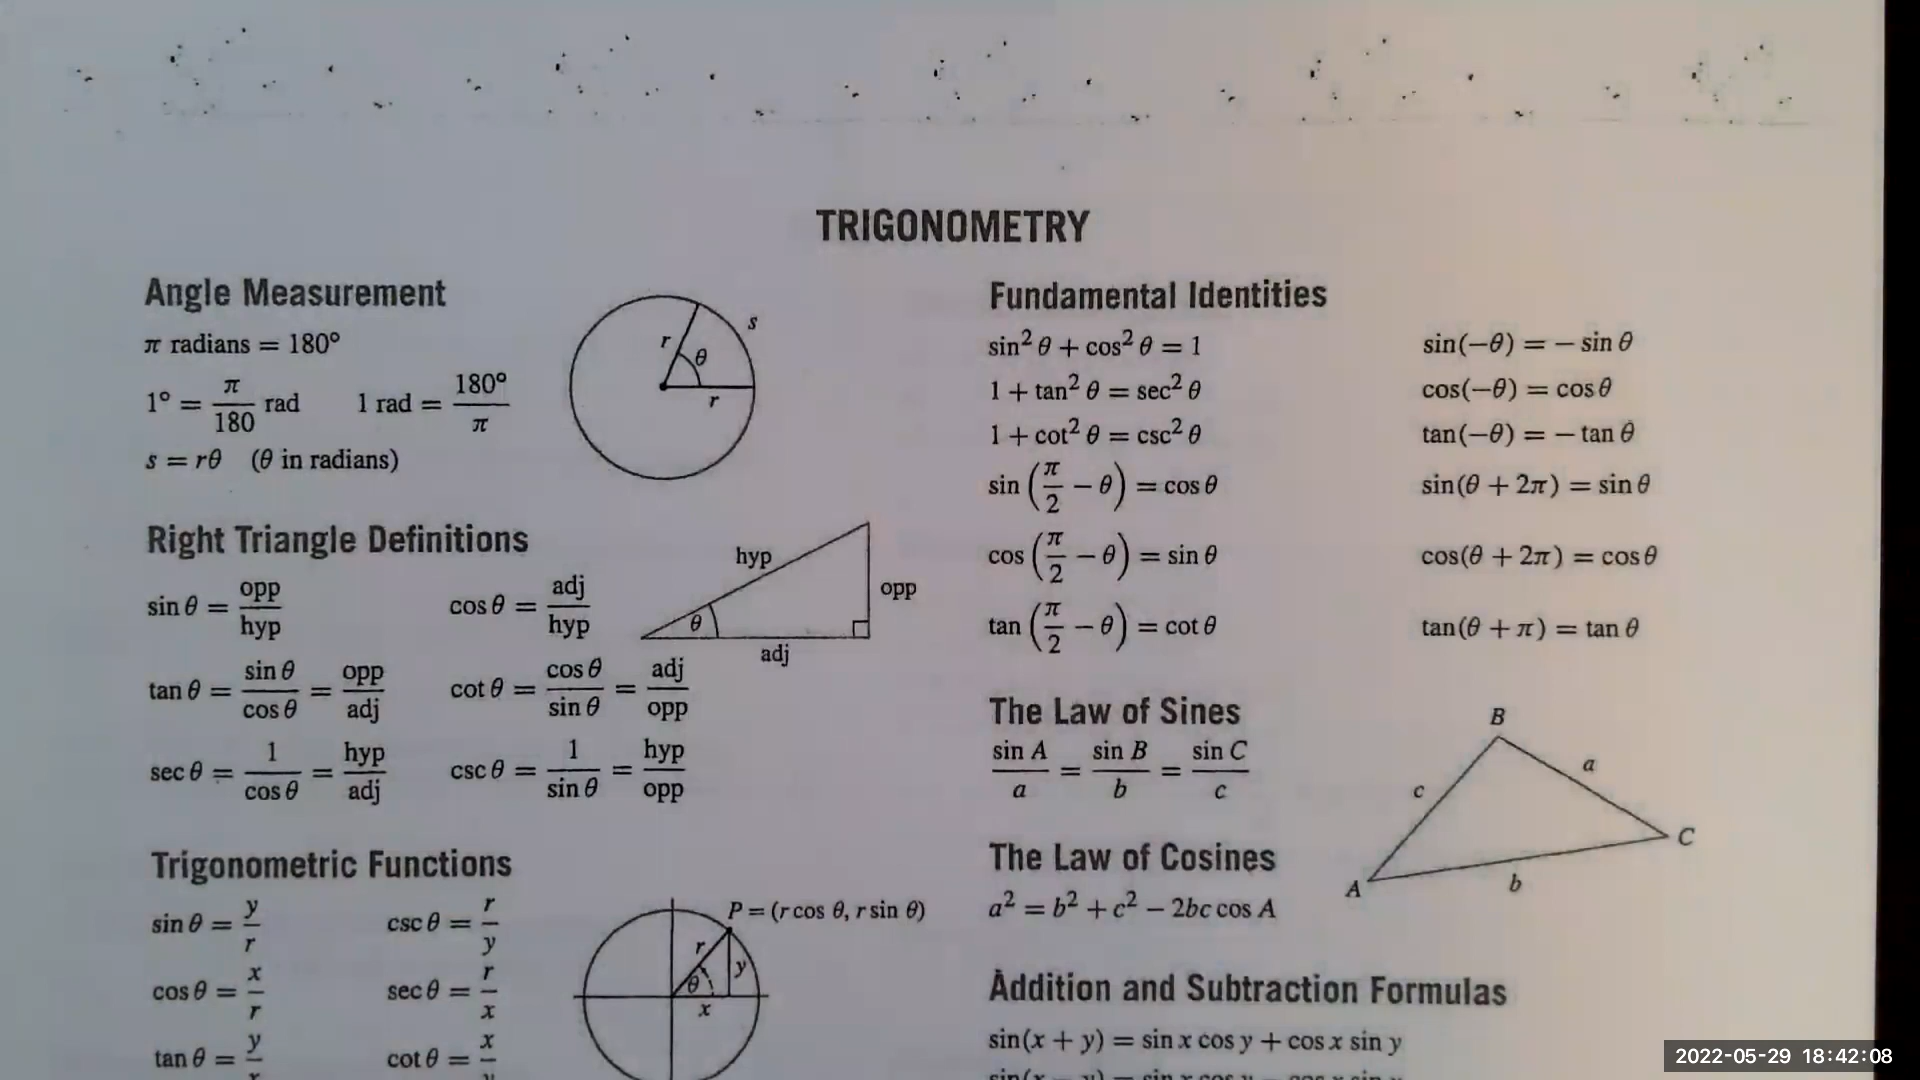 TRIGONOMETRY
Angle Measurement
π radians = 180°
1° = π/180 rad 1 rad = 180°/π
s = rθ (θ in radians)
s
r
θ
r
Right Triangle Definitions
sin θ = opp/hyp cos θ = adj/hyp
tan θ = sin θ/cos θ = opp/adj cot θ = cos θ/sin θ = adj/opp
sec θ = 1/cos θ = hyp/adj csc θ = 1/sin θ = hyp/opp
hyp
opp
θ
adj
Trigonometric Functions
sin θ = y/r csc θ = r/y
cos θ = x/r sec θ = r/x
tan θ = y/x cot θ = x/y
P = (r cos θ, r sin θ)
r
y
θ
x
Fundamental Identities
sin² θ + cos² θ = 1 sin(−θ) = − sin θ
1 + tan² θ = sec² θ cos(−θ) = cos θ
1 + cot² θ = csc² θ tan(−θ) = − tan θ
sin (π/2 − θ) = cos θ sin(θ + 2π) = sin θ
cos (π/2 − θ) = sin θ cos(θ + 2π) = cos θ
tan (π/2 − θ) = cot θ tan(θ + π) = tan θ
The Law of Sines
sin A/a = sin B/b = sin C/c
B
a
c
C
A
b
The Law of Cosines
a² = b² + c² − 2bc cos A
Addition and Subtraction Formulas
sin(x + y) = sin x cos y + cos x sin y
2022-05-29 18:42:08